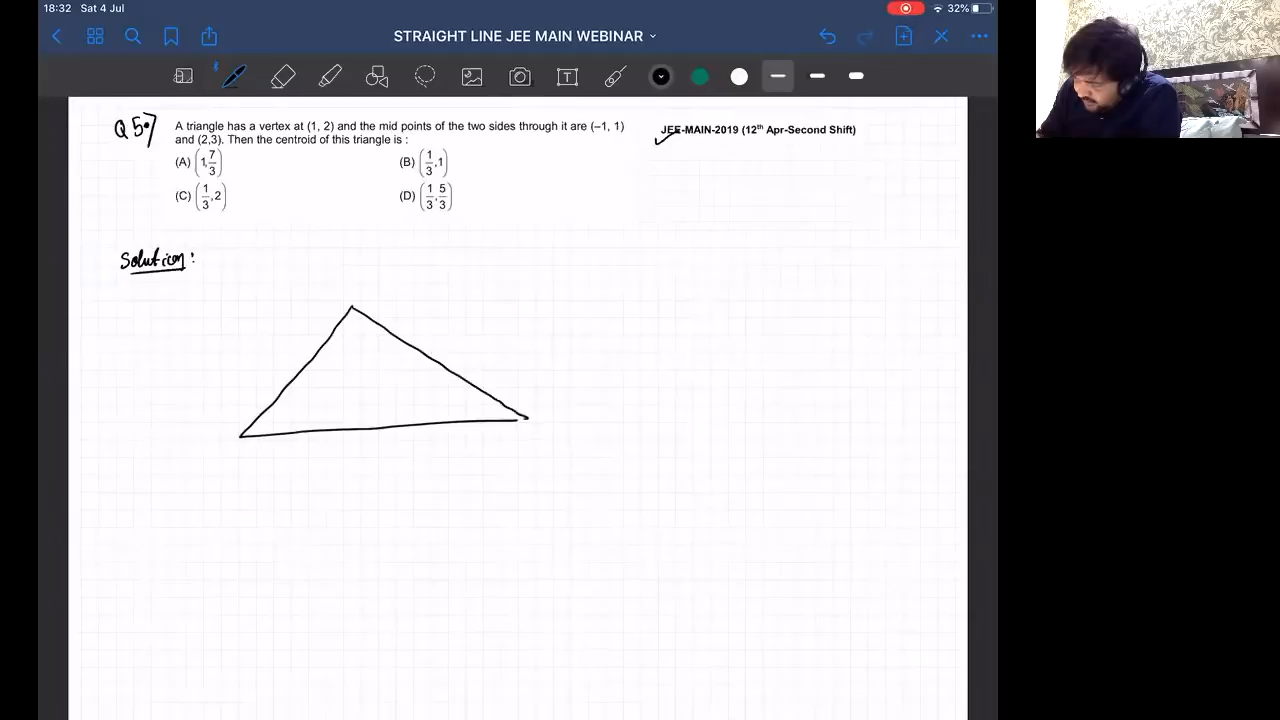 18:32 Sat 4 Jul
32%
STRAIGHT LINE JEE MAIN WEBINAR
Q5.
A triangle has a vertex at (1, 2) and the mid points of the two sides through it are (–1, 1)
and (2,3). Then the centroid of this triangle is :
JEE-MAIN-2019 (12th Apr-Second Shift)
(A) (1, 7/3) (B) (1/3, 1)
(C) (1/3, 2) (D) (1/3, 5/3)
Solution: